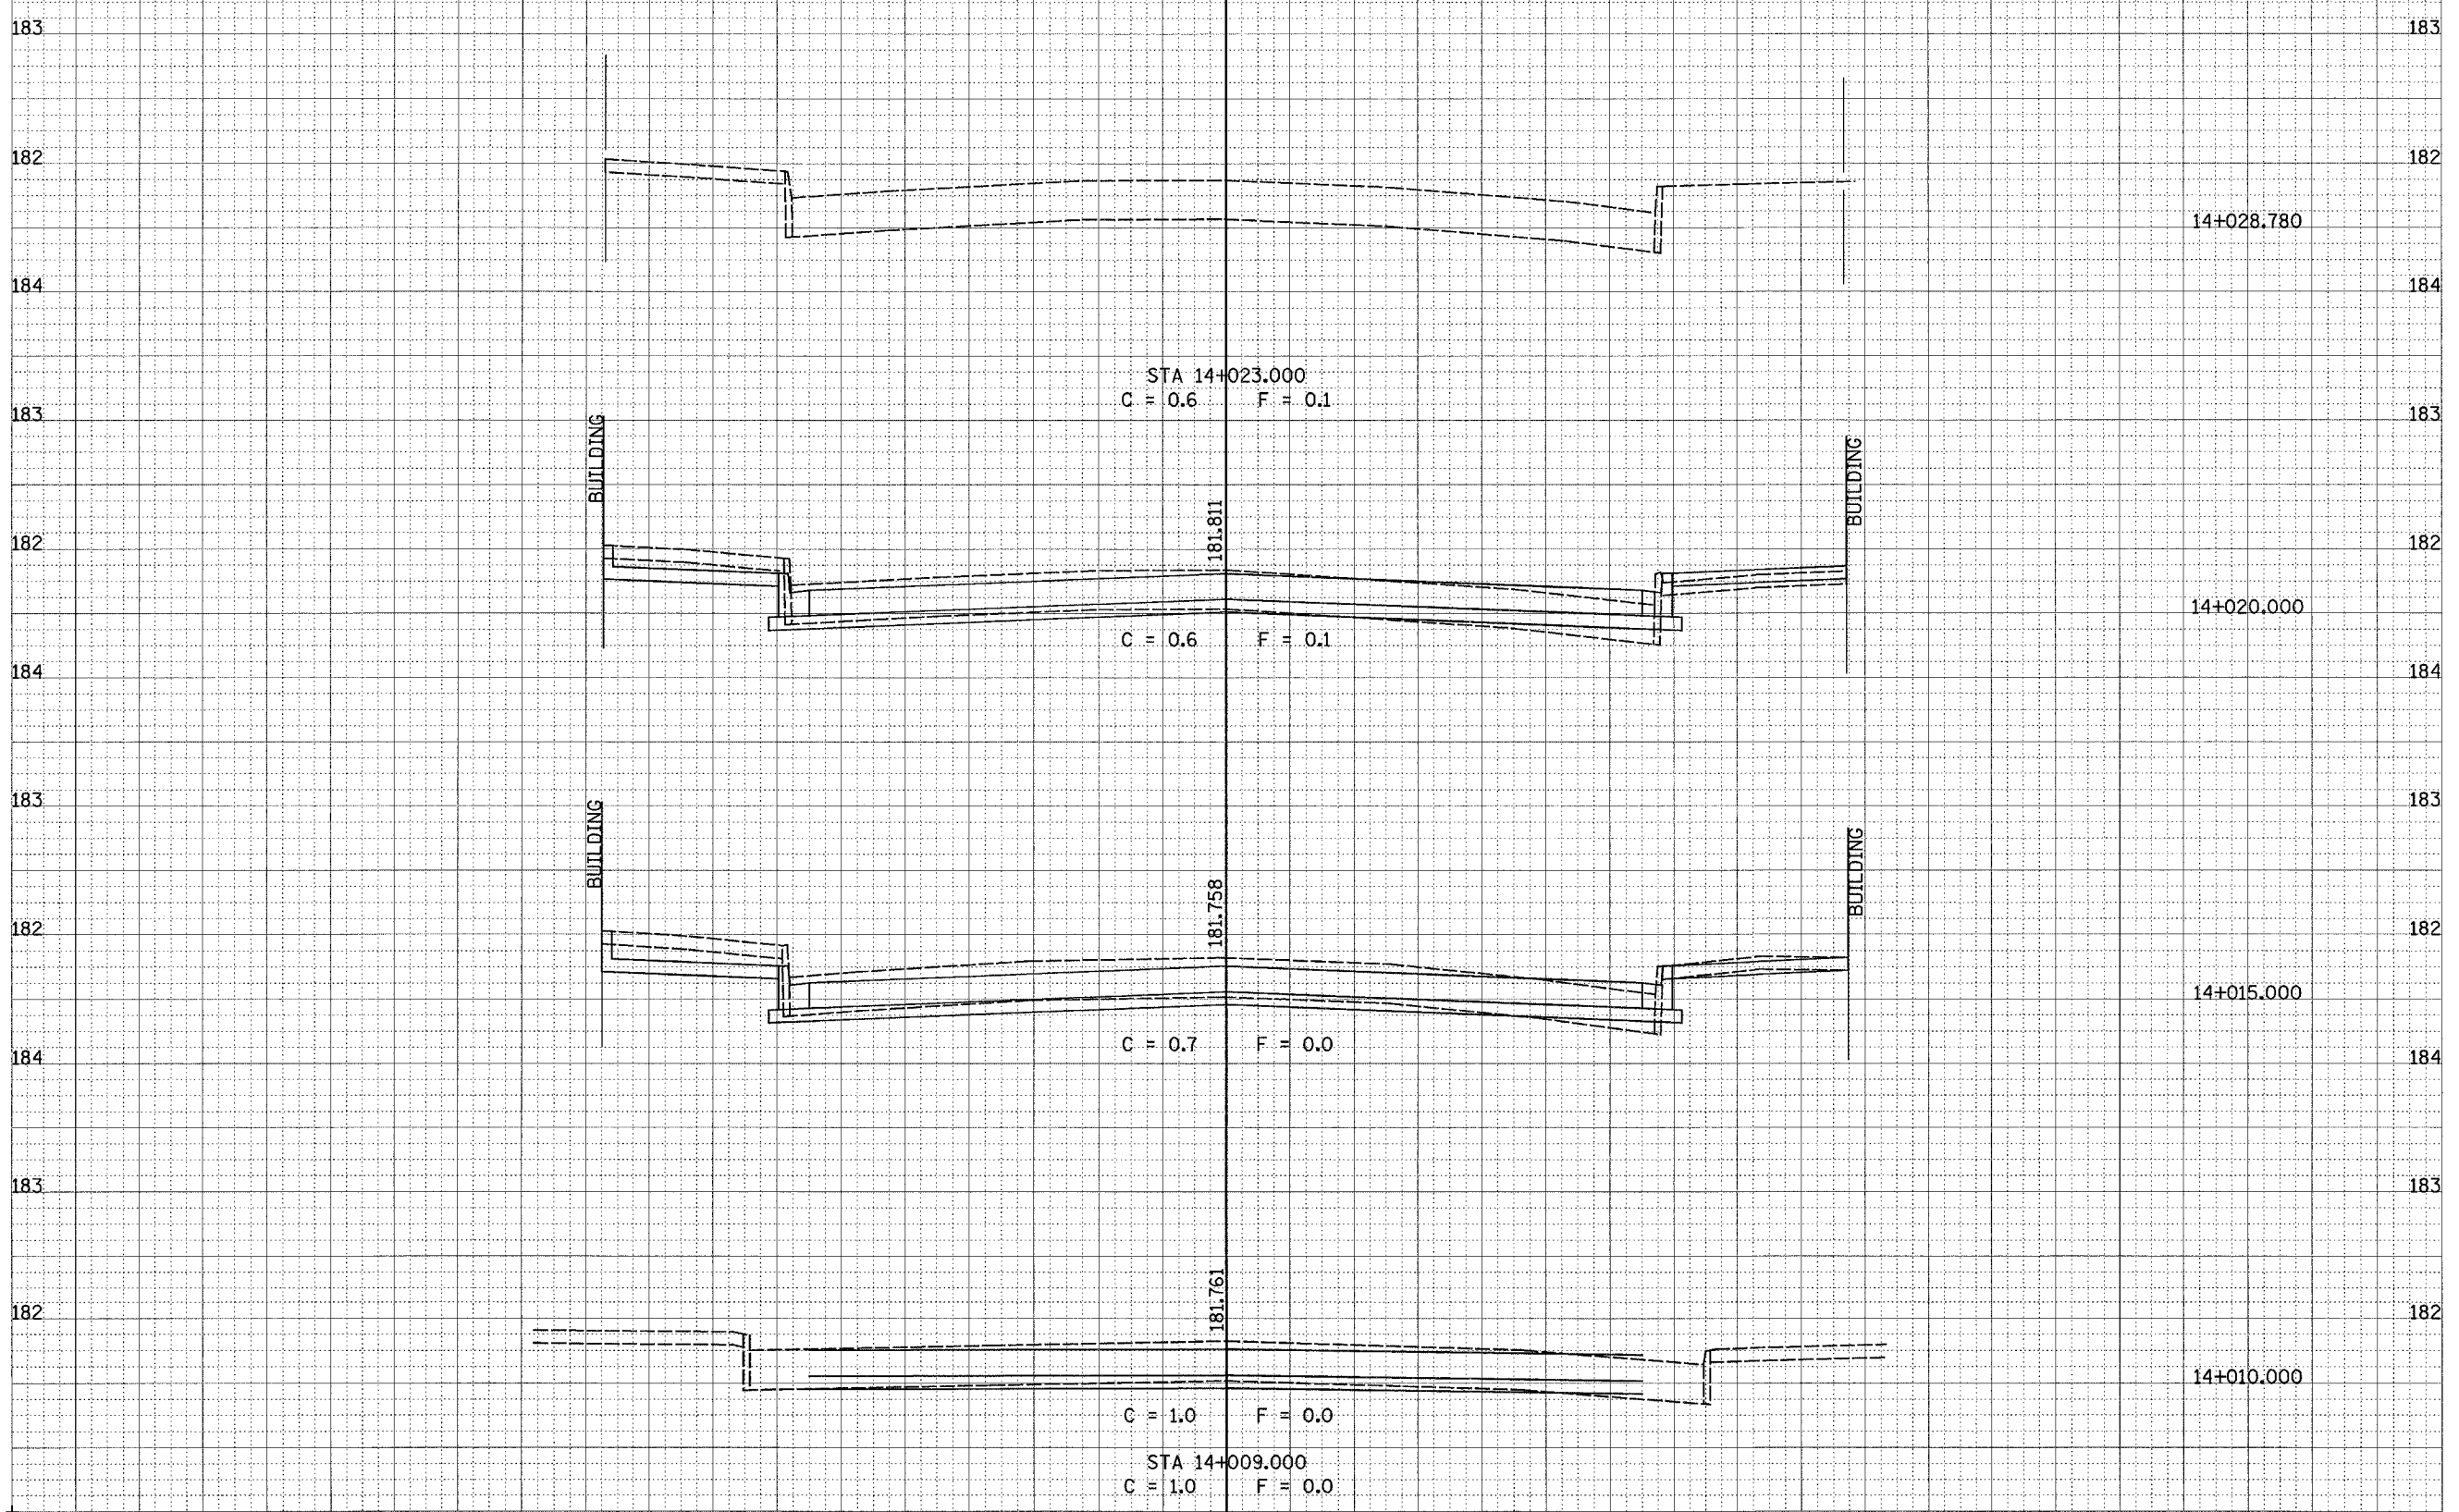 183 183
182 182
14+028.780
184 184
STA 14+023.000
C = 0.6 F = 0.1
183 183
BUILDING
BUILDING
181.811
182 182
14+020.000
C = 0.6 F = 0.1
184 184
183 183
BUILDING
BUILDING
181.758
182 182
14+015.000
C = 0.7 F = 0.0
184 184
183 183
181.761
182 182
14+010.000
C = 1.0 F = 0.0
STA 14+009.000
C = 1.0 F = 0.0